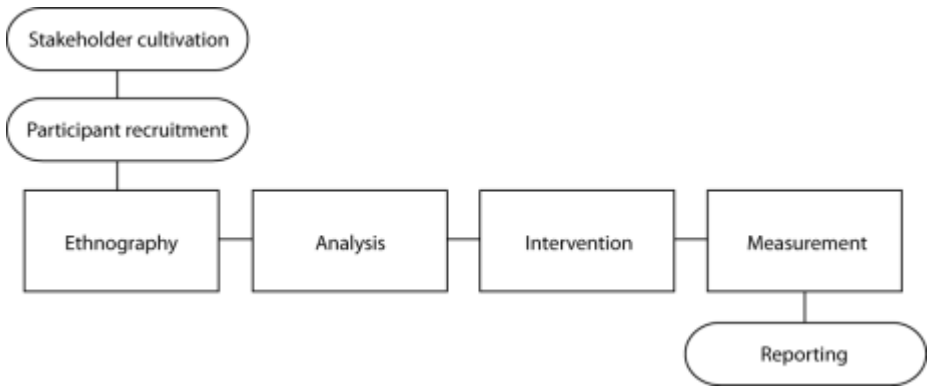 Stakeholder cultivation
Participant recruitment
Ethnography
Analysis
Intervention
Measurement
Reporting